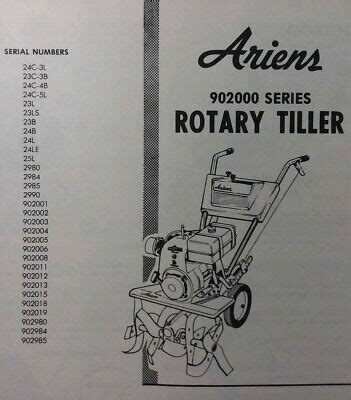 SERIAL NUMBERS
24C-3L
23C-3B
24C-4B
24C-5L
23L
23LS
23B
24B
24L
24LE
25L
2980
2984
2985
2990
902001
902002
902003
902004
902005
902006
902008
902011
902012
902013
902015
902018
902019
902980
902984
902985
Ariens
902000 SERIES
ROTARY TILLER
Ariens